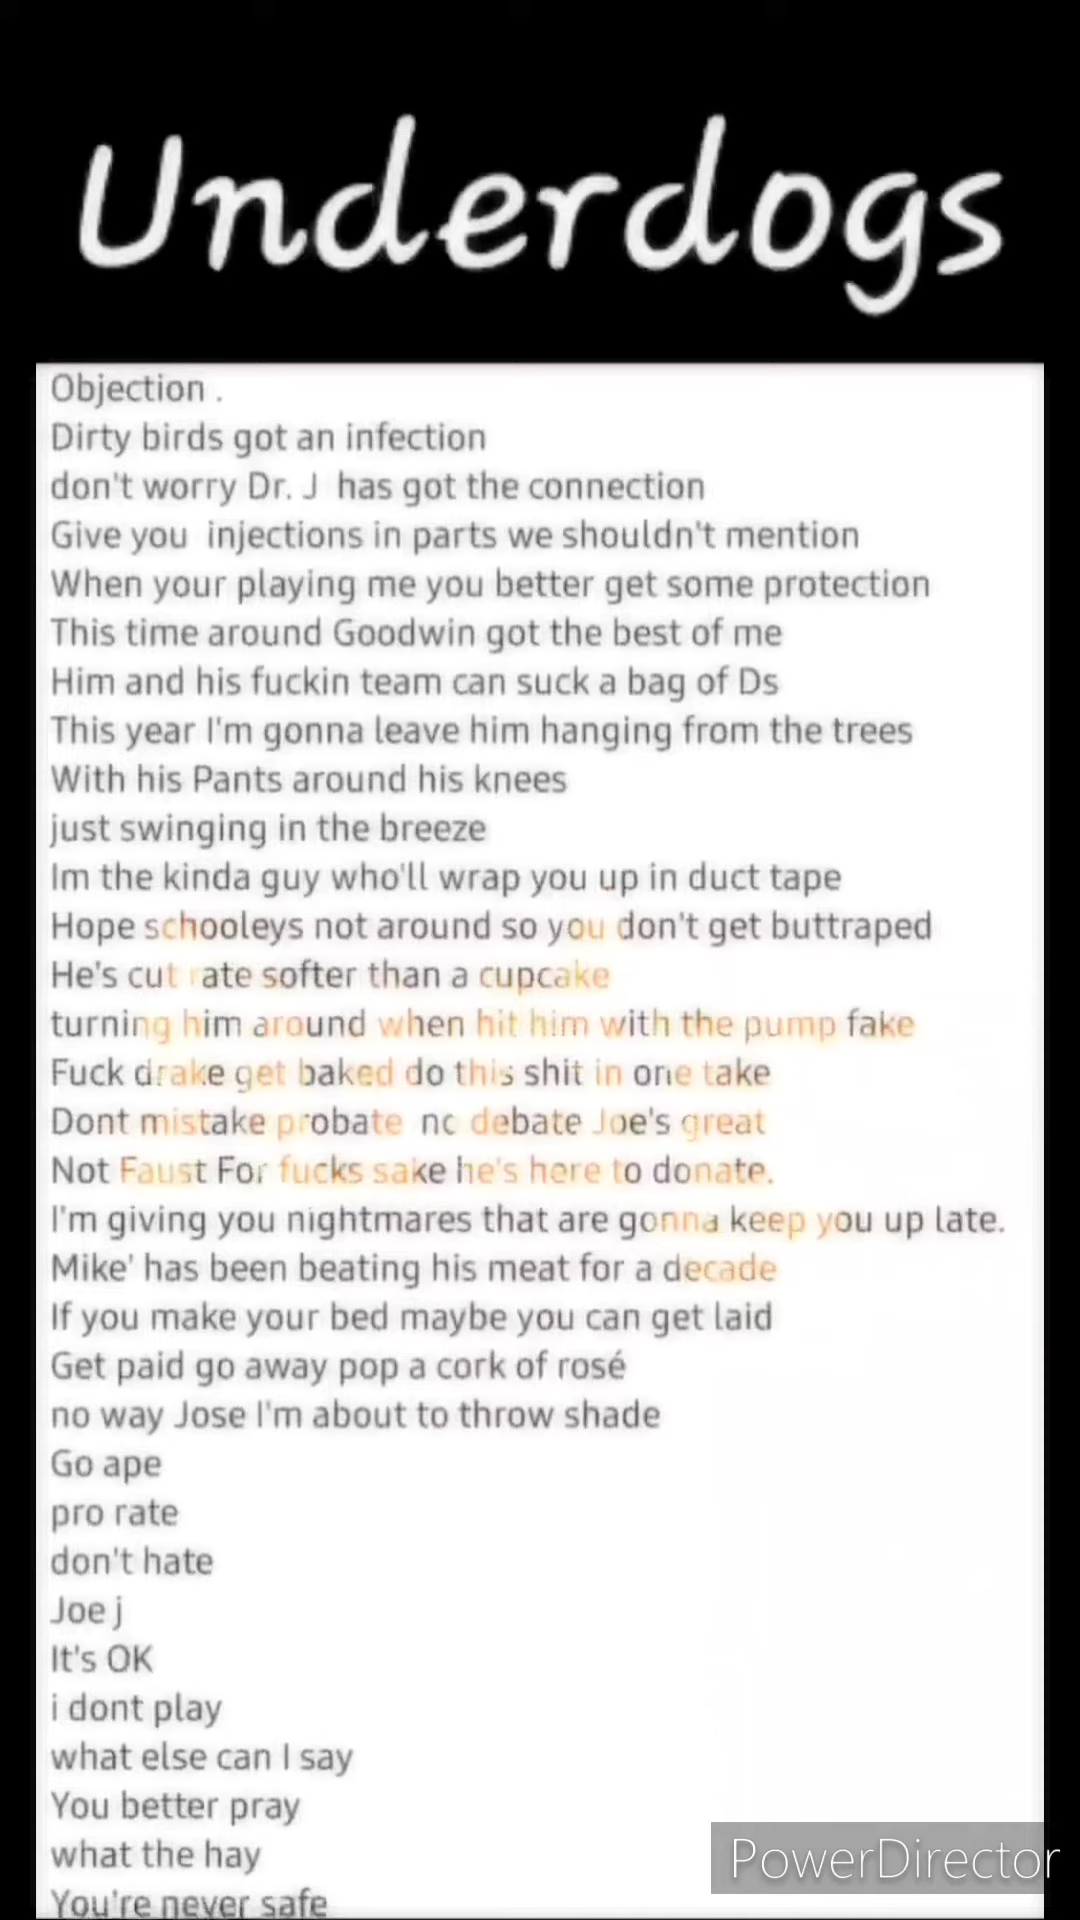 Underdogs
Objection .
Dirty birds got an infection
don't worry Dr. J has got the connection
Give you injections in parts we shouldn't mention
When your playing me you better get some protection
This time around Goodwin got the best of me
Him and his fuckin team can suck a bag of Ds
This year I'm gonna leave him hanging from the trees
With his Pants around his knees
just swinging in the breeze
Im the kinda guy who'll wrap you up in duct tape
Hope schooleys not around so you don't get buttraped
He's cut rate softer than a cupcake
turning him around when hit him with the pump fake
Fuck drake get baked do this shit in one take
Dont mistake probate no debate Joe's great
Not Faust For fucks sake he's here to donate.
I'm giving you nightmares that are gonna keep you up late.
Mike' has been beating his meat for a decade
If you make your bed maybe you can get laid
Get paid go away pop a cork of rosé
no way Jose I'm about to throw shade
Go ape
pro rate
don't hate
Joe j
It's OK
i dont play
what else can I say
You better pray
what the hay
You're never safe
PowerDirector